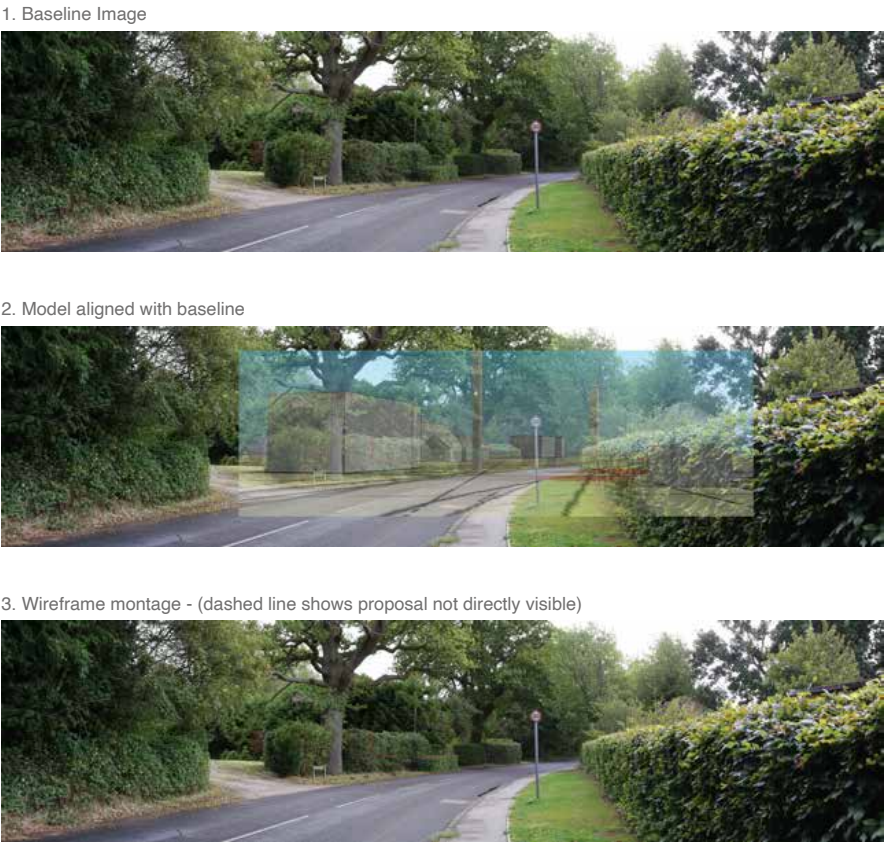 1. Baseline Image
2. Model aligned with baseline
3. Wireframe montage - (dashed line shows proposal not directly visible)